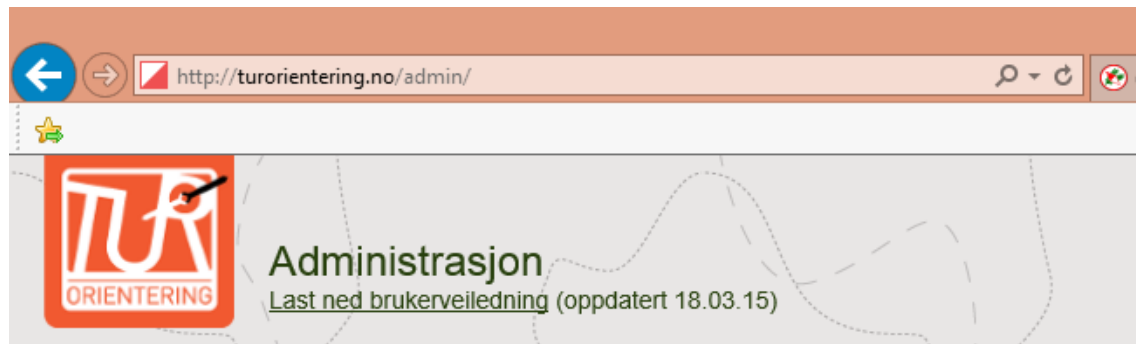 http://turorientering.no/admin/
TUR
ORIENTERING
Administrasjon
Last ned brukerveiledning (oppdatert 18.03.15)